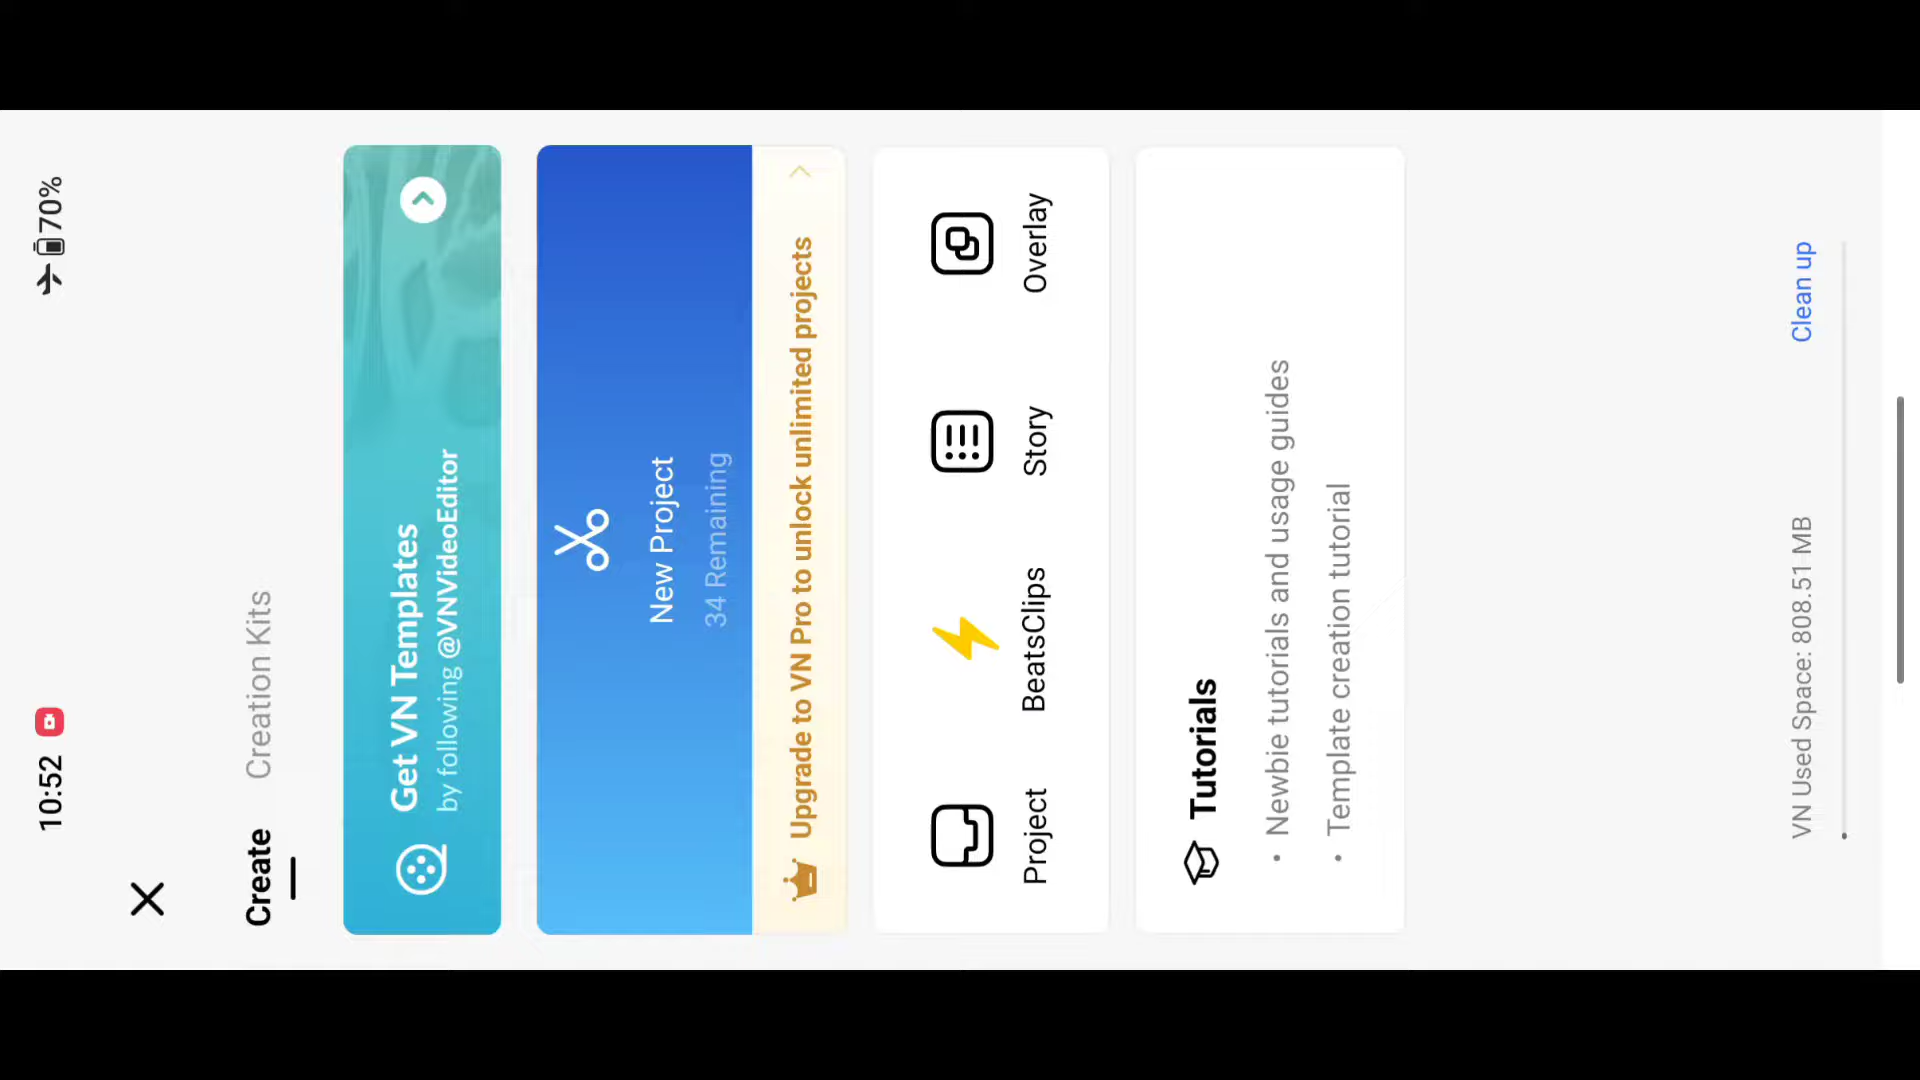 10:52
70%
Create
Creation Kits
Get VN Templates
by following @VNVideoEditor
New Project
34 Remaining
Upgrade to VN Pro to unlock unlimited projects
Project
BeatsClips
Story
Overlay
Tutorials
• Newbie tutorials and usage guides
• Template creation tutorial
VN Used Space: 808.51 MB
Clean up